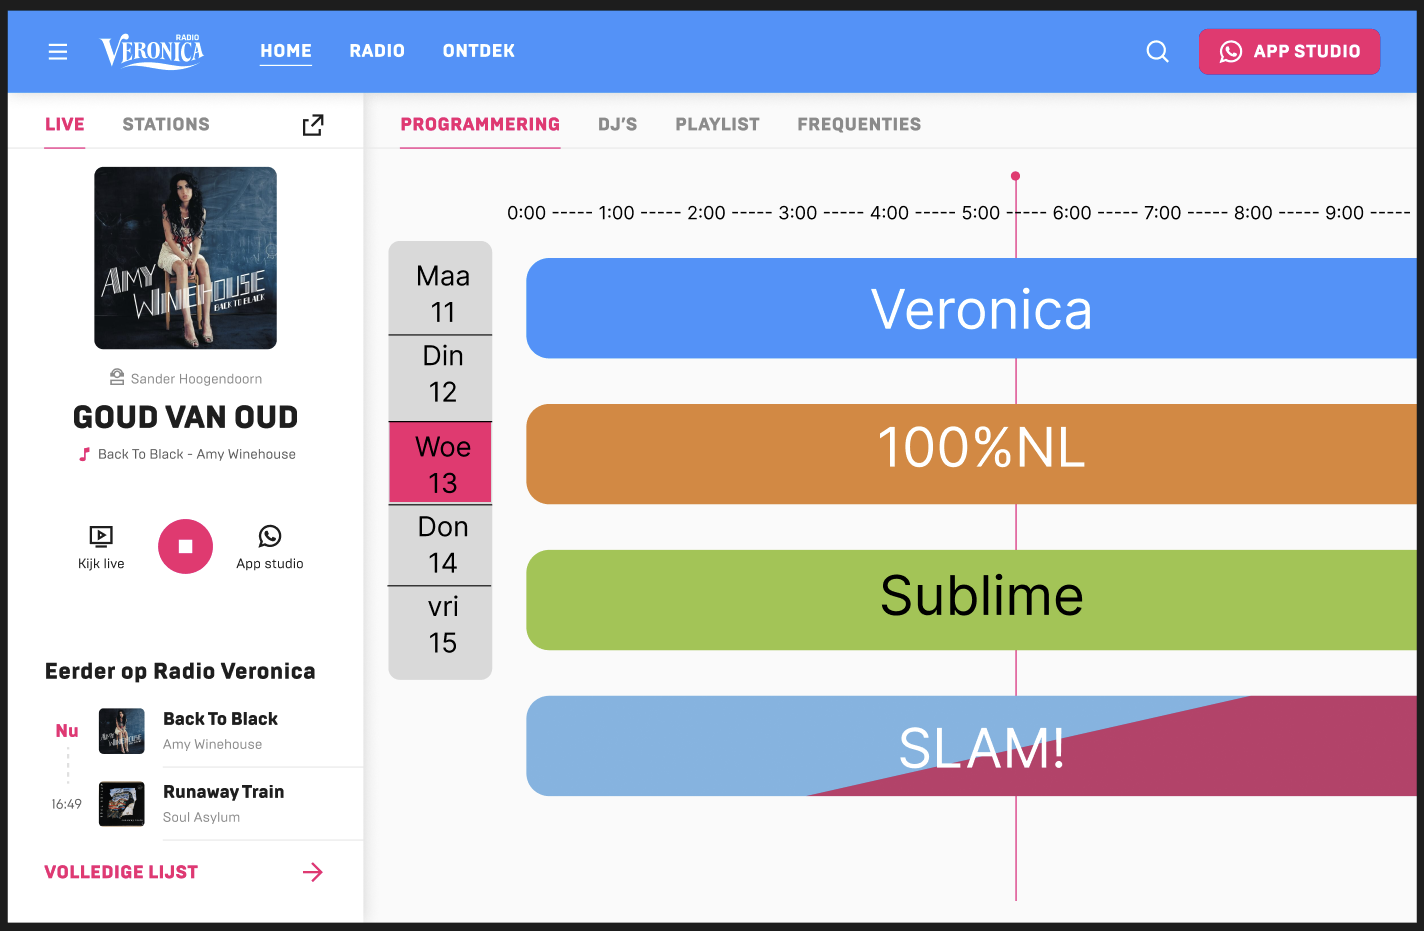 RADIO
VERONICA
HOME
RADIO
ONTDEK
APP STUDIO
LIVE
STATIONS
PROGRAMMERING
DJ'S
PLAYLIST
FREQUENTIES
AMY
WINEHOUSE
BACK TO BLACK
Sander Hoogendoorn
GOUD VAN OUD
Back To Black - Amy Winehouse
Kijk live
App studio
Eerder op Radio Veronica
Nu
Back To Black
Amy Winehouse
16:49
Runaway Train
Soul Asylum
VOLLEDIGE LIJST
0:00 ----- 1:00 ----- 2:00 ----- 3:00 ----- 4:00 ----- 5:00 ----- 6:00 ----- 7:00 ----- 8:00 ----- 9:00 -----
Maa
11
Din
12
Woe
13
Don
14
vri
15
Veronica
100%NL
Sublime
SLAM!